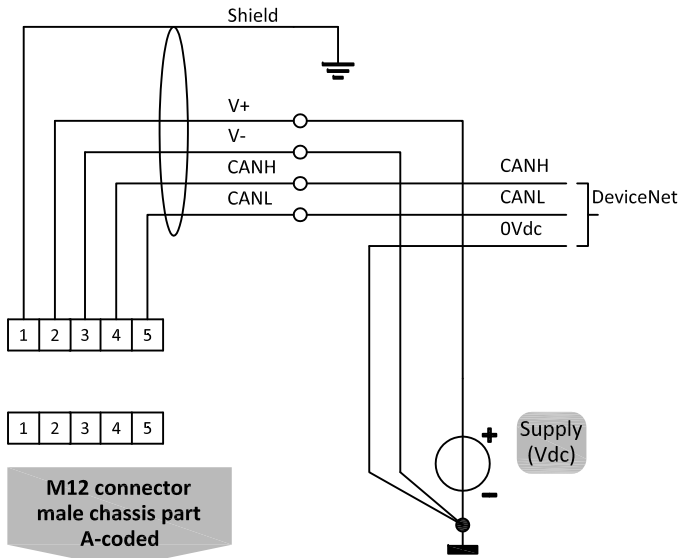 Shield
V+
V-
CANH
CANH
CANL
CANL
DeviceNet
0Vdc
1 2 3 4 5
1 2 3 4 5
+
Supply
(Vdc)
−
M12 connector
male chassis part
A-coded